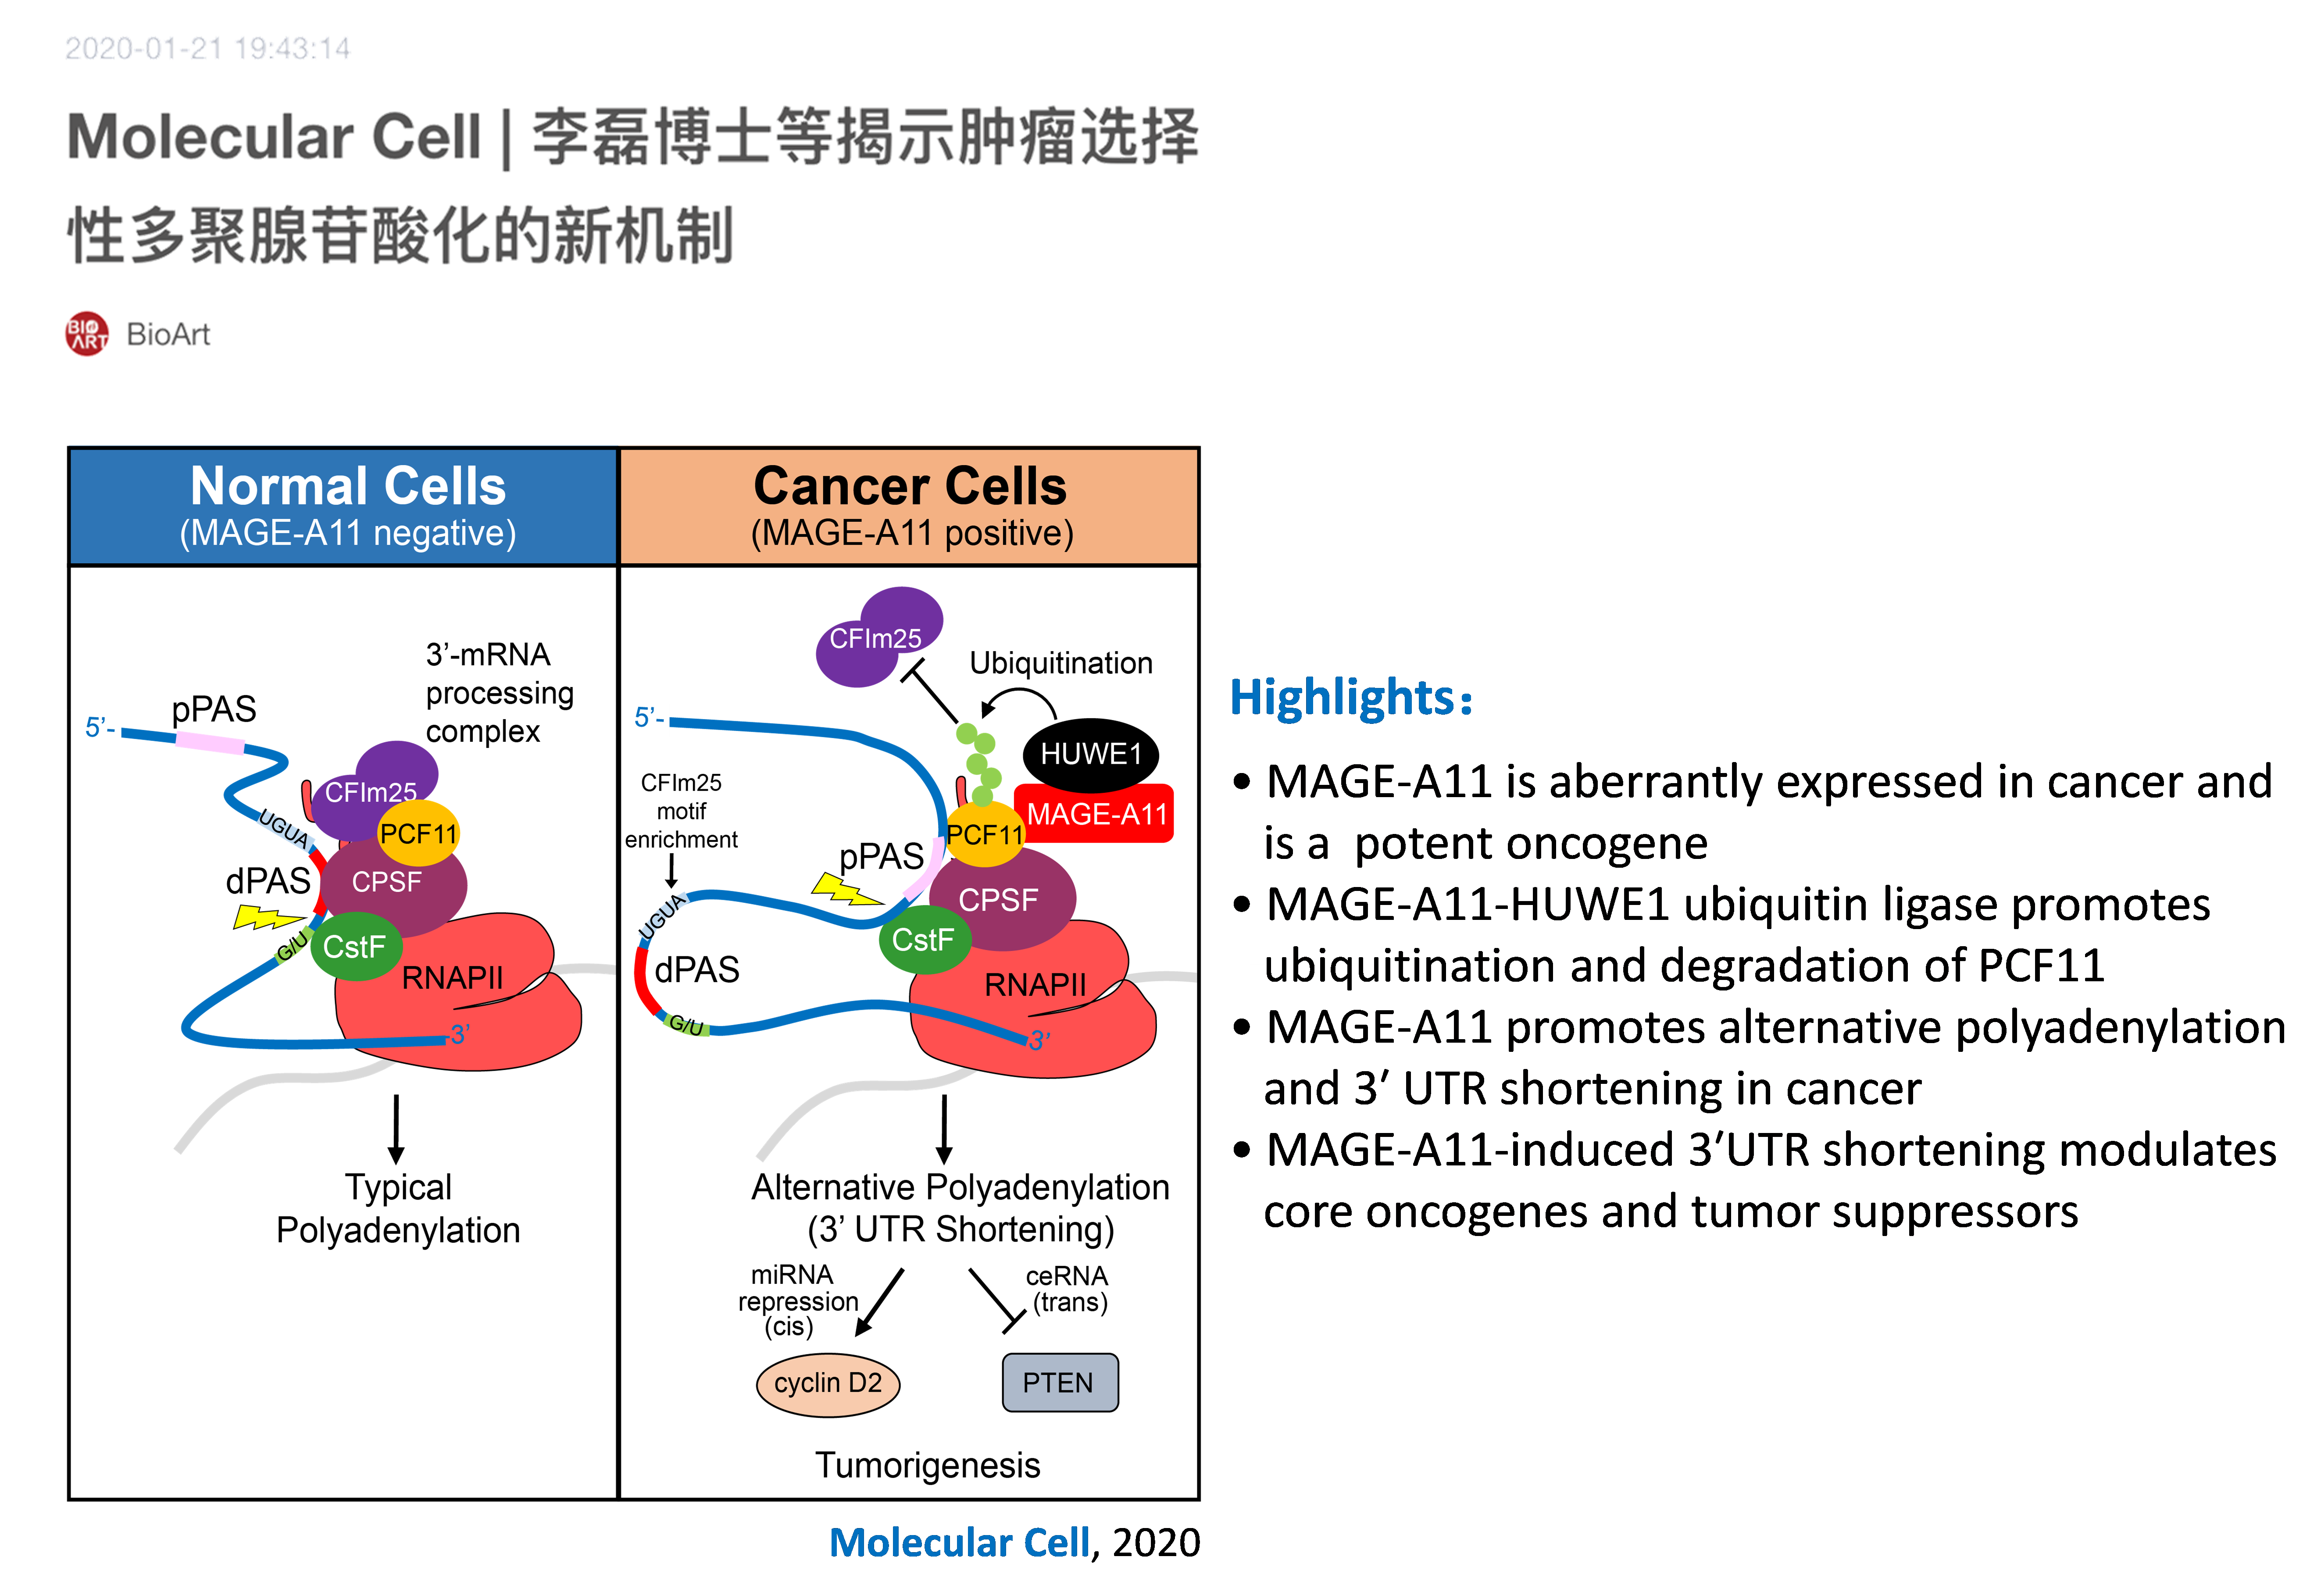 2020-01-21 19:43:14
Molecular Cell | 李磊博士等揭示肿瘤选择
性多聚腺苷酸化的新机制
BIO
ART
BioArt
Normal Cells
(MAGE-A11 negative)
3’-mRNA
processing
complex
pPAS
5’-
CFIm25
UGUA
PCF11
dPAS
CPSF
G/U
CstF
RNAPII
-3’
Typical
Polyadenylation
Cancer Cells
(MAGE-A11 positive)
CFIm25
Ubiquitination
5’-
HUWE1
CFIm25
motif
enrichment
MAGE-A11
PCF11
pPAS
CPSF
UGUA
CstF
dPAS
RNAPII
G/U
-3’
Alternative Polyadenylation
(3’ UTR Shortening)
miRNA
repression
(cis)
ceRNA
(trans)
cyclin D2
PTEN
Tumorigenesis
Molecular Cell, 2020
Highlights：
• MAGE-A11 is aberrantly expressed in cancer and
is a potent oncogene
• MAGE-A11-HUWE1 ubiquitin ligase promotes
ubiquitination and degradation of PCF11
• MAGE-A11 promotes alternative polyadenylation
and 3′ UTR shortening in cancer
• MAGE-A11-induced 3′UTR shortening modulates
core oncogenes and tumor suppressors